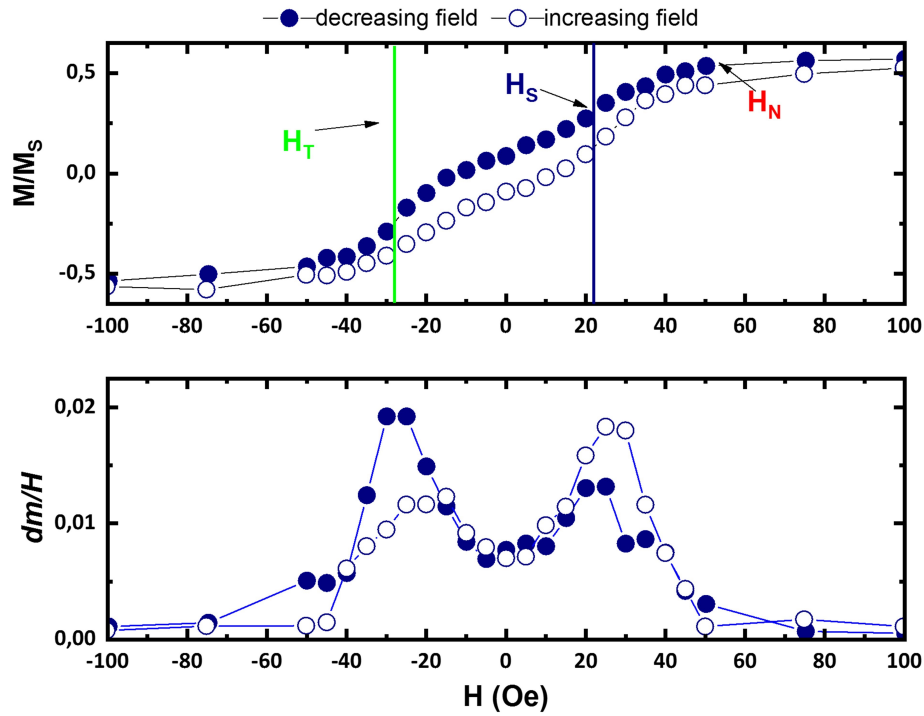 decreasing field increasing field
0,5
0,0
-0,5
M/MS
HT
HS
HN
-100 -80 -60 -40 -20 0 20 40 60 80 100
0,02
0,01
0,00
dm/H
-100 -80 -60 -40 -20 0 20 40 60 80 100
H (Oe)